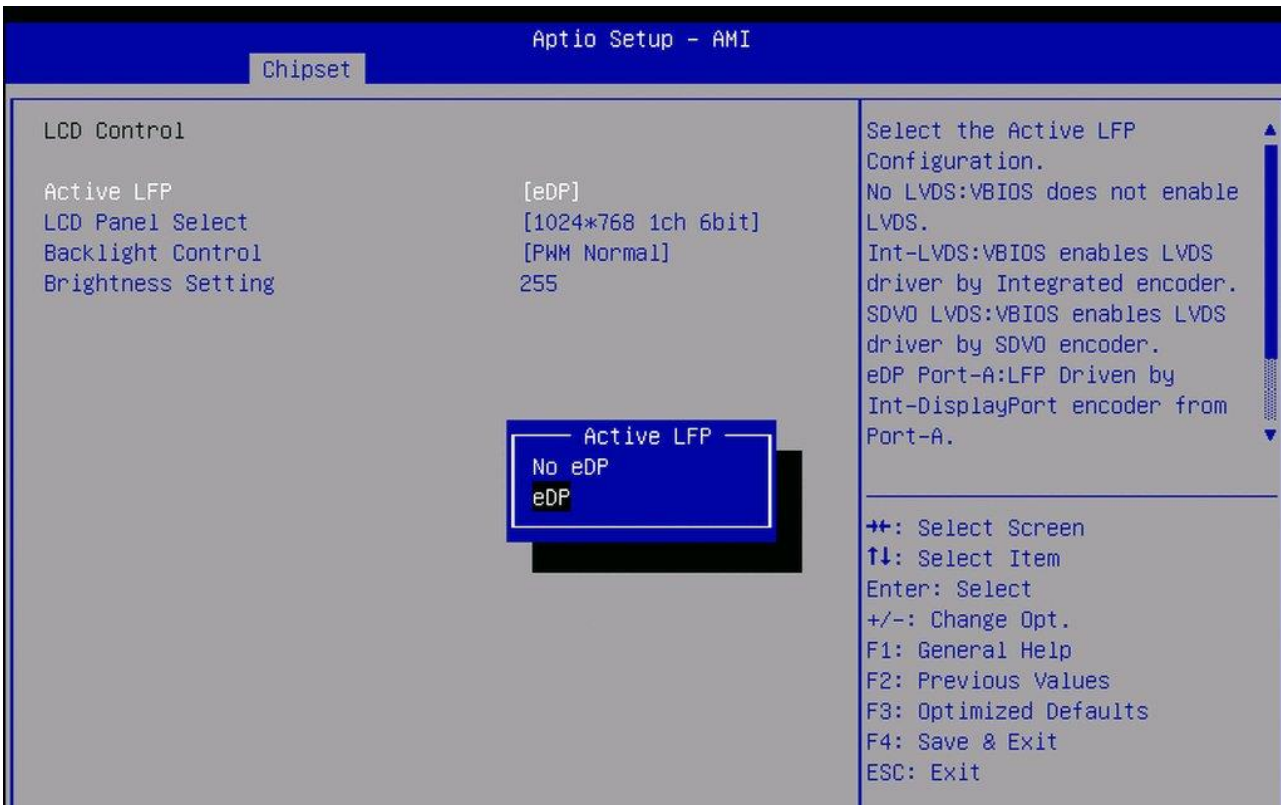 Aptio Setup - AMI
Chipset
LCD Control
Active LFP [eDP]
LCD Panel Select [1024*768 1ch 6bit]
Backlight Control [PWM Normal]
Brightness Setting 255
Active LFP
No eDP
eDP
Select the Active LFP
Configuration.
No LVDS:VBIOS does not enable
LVDS.
Int-LVDS:VBIOS enables LVDS
driver by Integrated encoder.
SDVO LVDS:VBIOS enables LVDS
driver by SDVO encoder.
eDP Port-A:LFP Driven by
Int-DisplayPort encoder from
Port-A.
→←: Select Screen
↑↓: Select Item
Enter: Select
+/-: Change Opt.
F1: General Help
F2: Previous Values
F3: Optimized Defaults
F4: Save & Exit
ESC: Exit